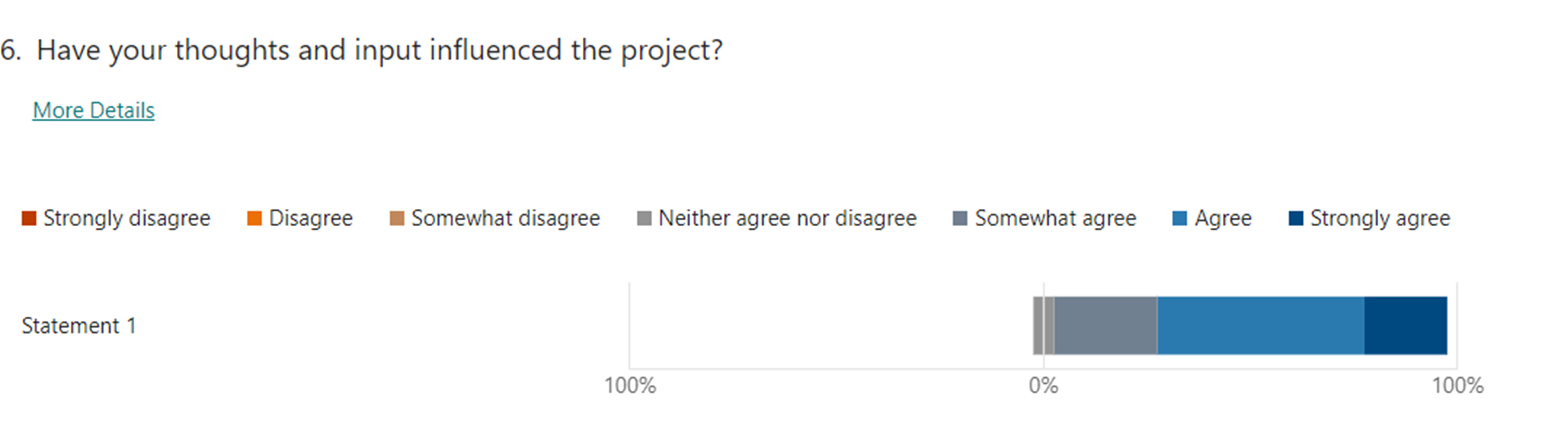 6. Have your thoughts and input influenced the project?
More Details
Strongly disagree Disagree Somewhat disagree Neither agree nor disagree Somewhat agree Agree Strongly agree
Statement 1
100% 0% 100%